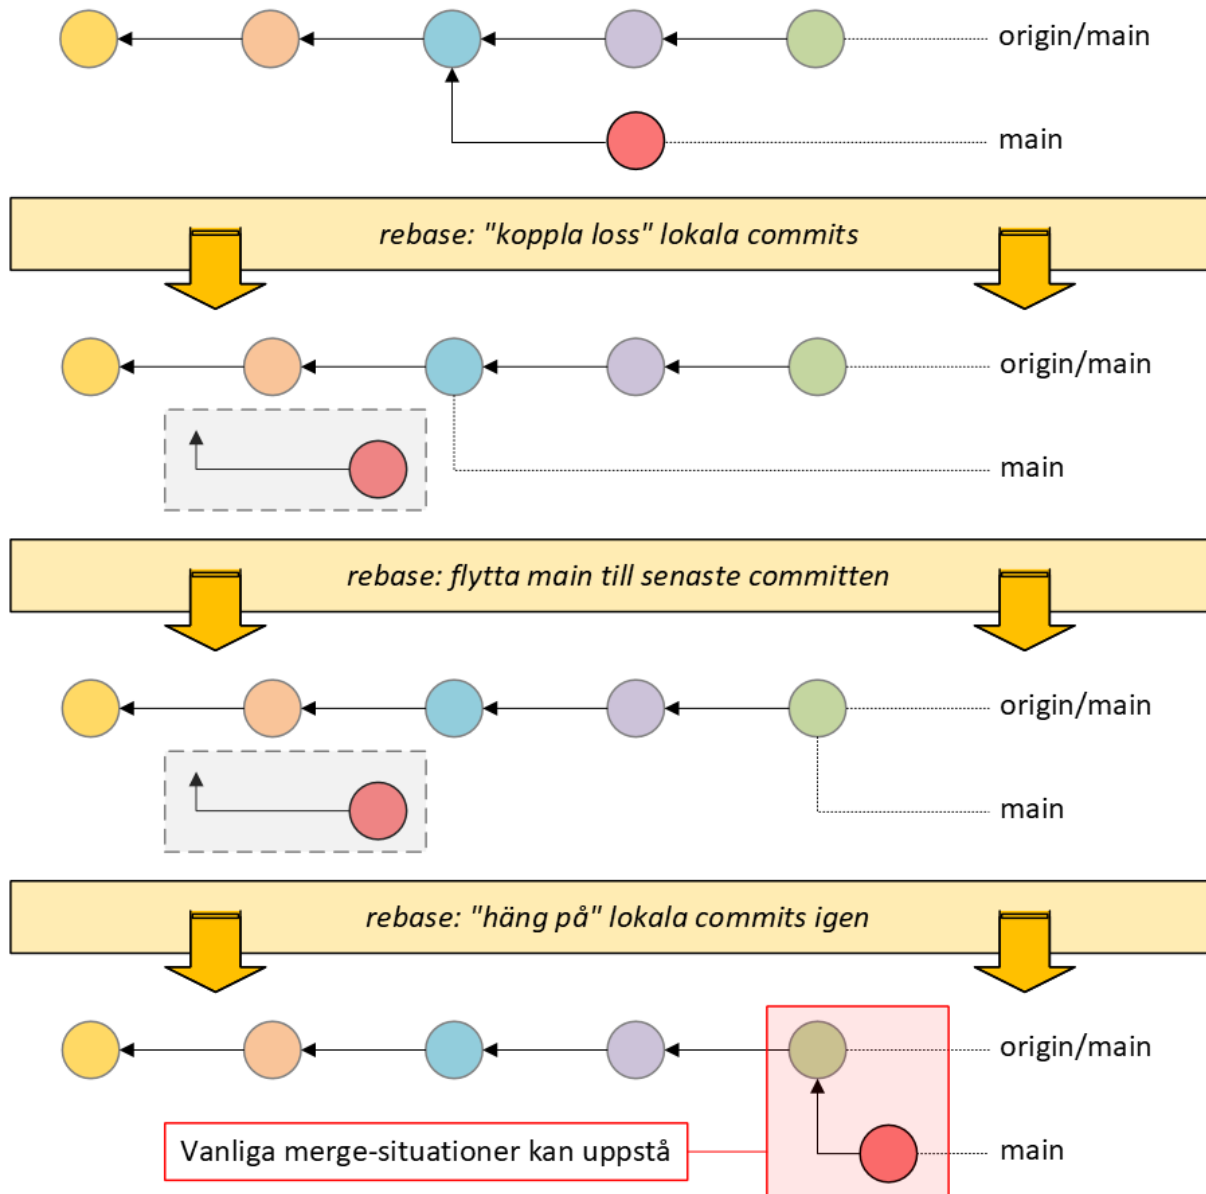 origin/main
main
rebase: "koppla loss" lokala commits
origin/main
main
rebase: flytta main till senaste committen
origin/main
main
rebase: "häng på" lokala commits igen
origin/main
Vanliga merge-situationer kan uppstå
main